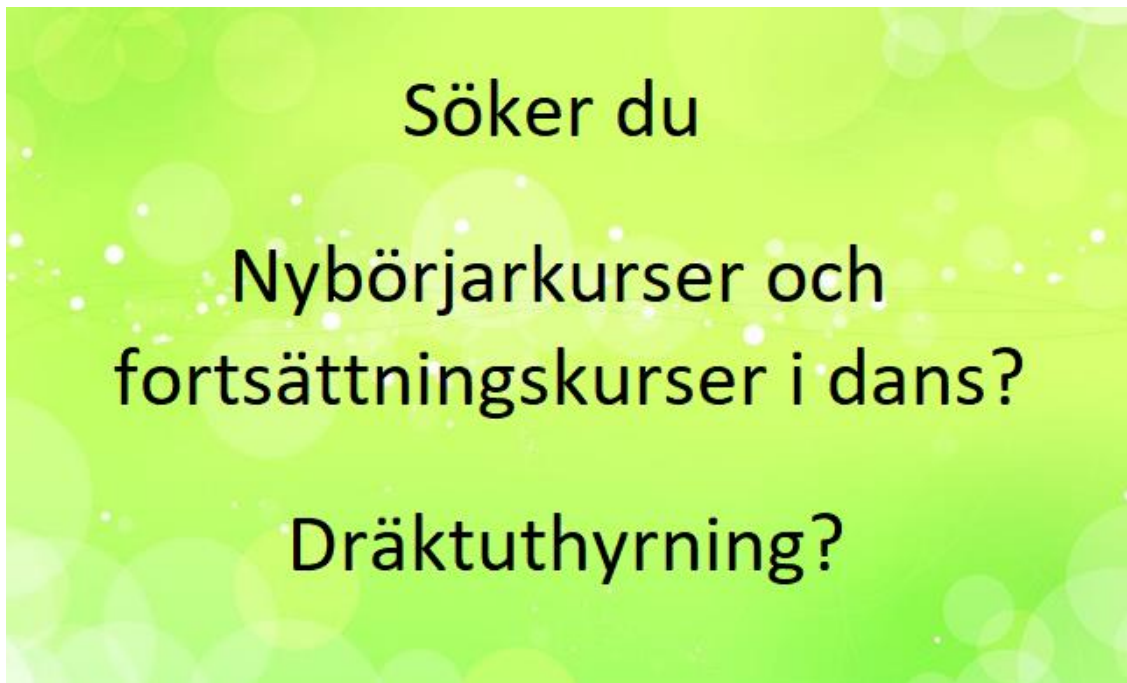 Söker du
Nybörjarkurser och
fortsättningskurser i dans?
Dräktuthyrning?